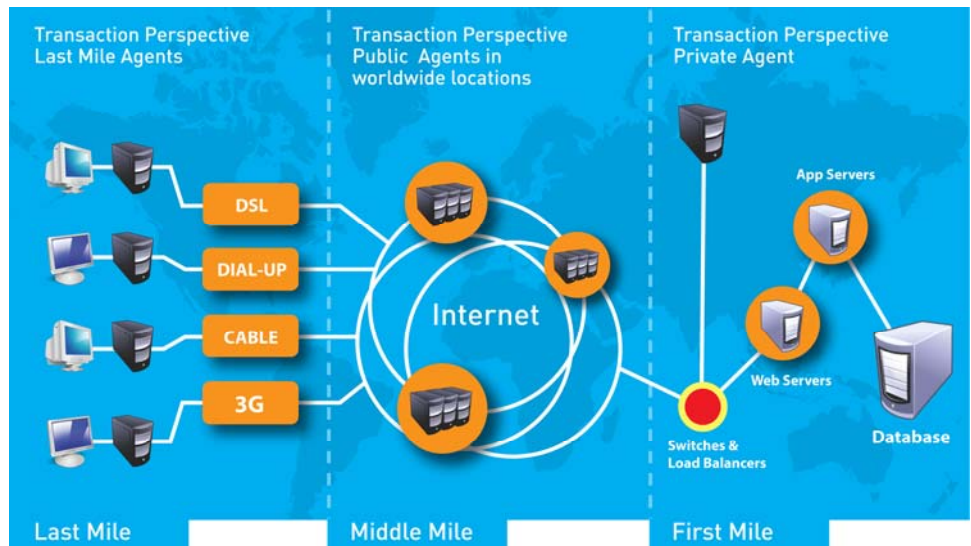 Transaction Perspective
Last Mile Agents
Transaction Perspective
Public Agents in
worldwide locations
Transaction Perspective
Private Agent
DSL
DIAL-UP
CABLE
3G
Internet
App Servers
Web Servers
Switches &
Load Balancers
Database
Last Mile
Middle Mile
First Mile